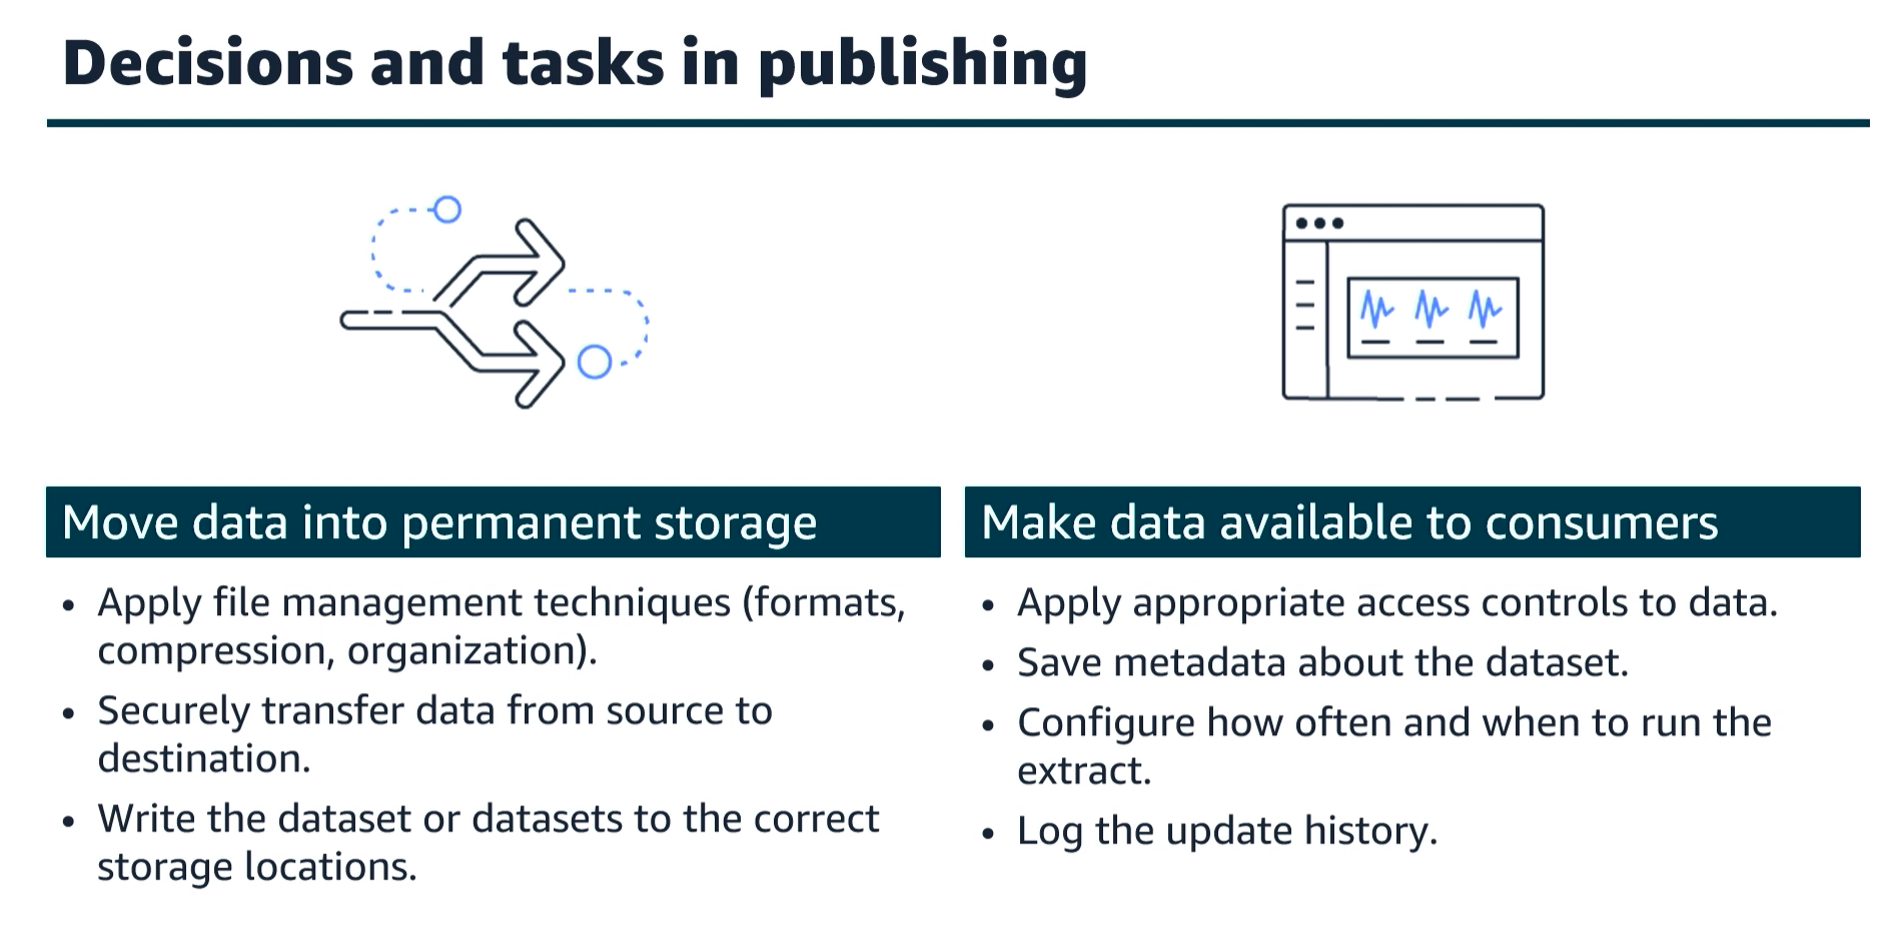 Decisions and tasks in publishing
Move data into permanent storage
• Apply file management techniques (formats,
compression, organization).
• Securely transfer data from source to
destination.
• Write the dataset or datasets to the correct
storage locations.
Make data available to consumers
• Apply appropriate access controls to data.
• Save metadata about the dataset.
• Configure how often and when to run the
extract.
• Log the update history.